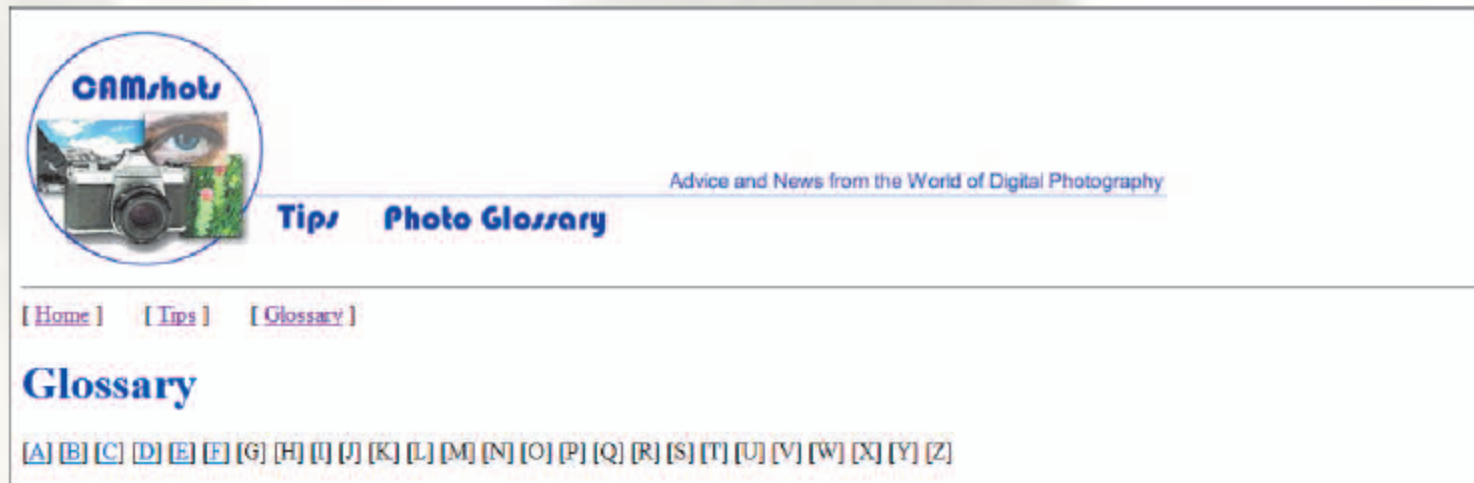 CAMshots
Advice and News from the World of Digital Photography
Tips Photo Glossary
[ Home ] [ Tips ] [ Glossary ]
Glossary
[A] [B] [C] [D] [E] [F] [G] [H] [I] [J] [K] [L] [M] [N] [O] [P] [Q] [R] [S] [T] [U] [V] [W] [X] [Y] [Z]